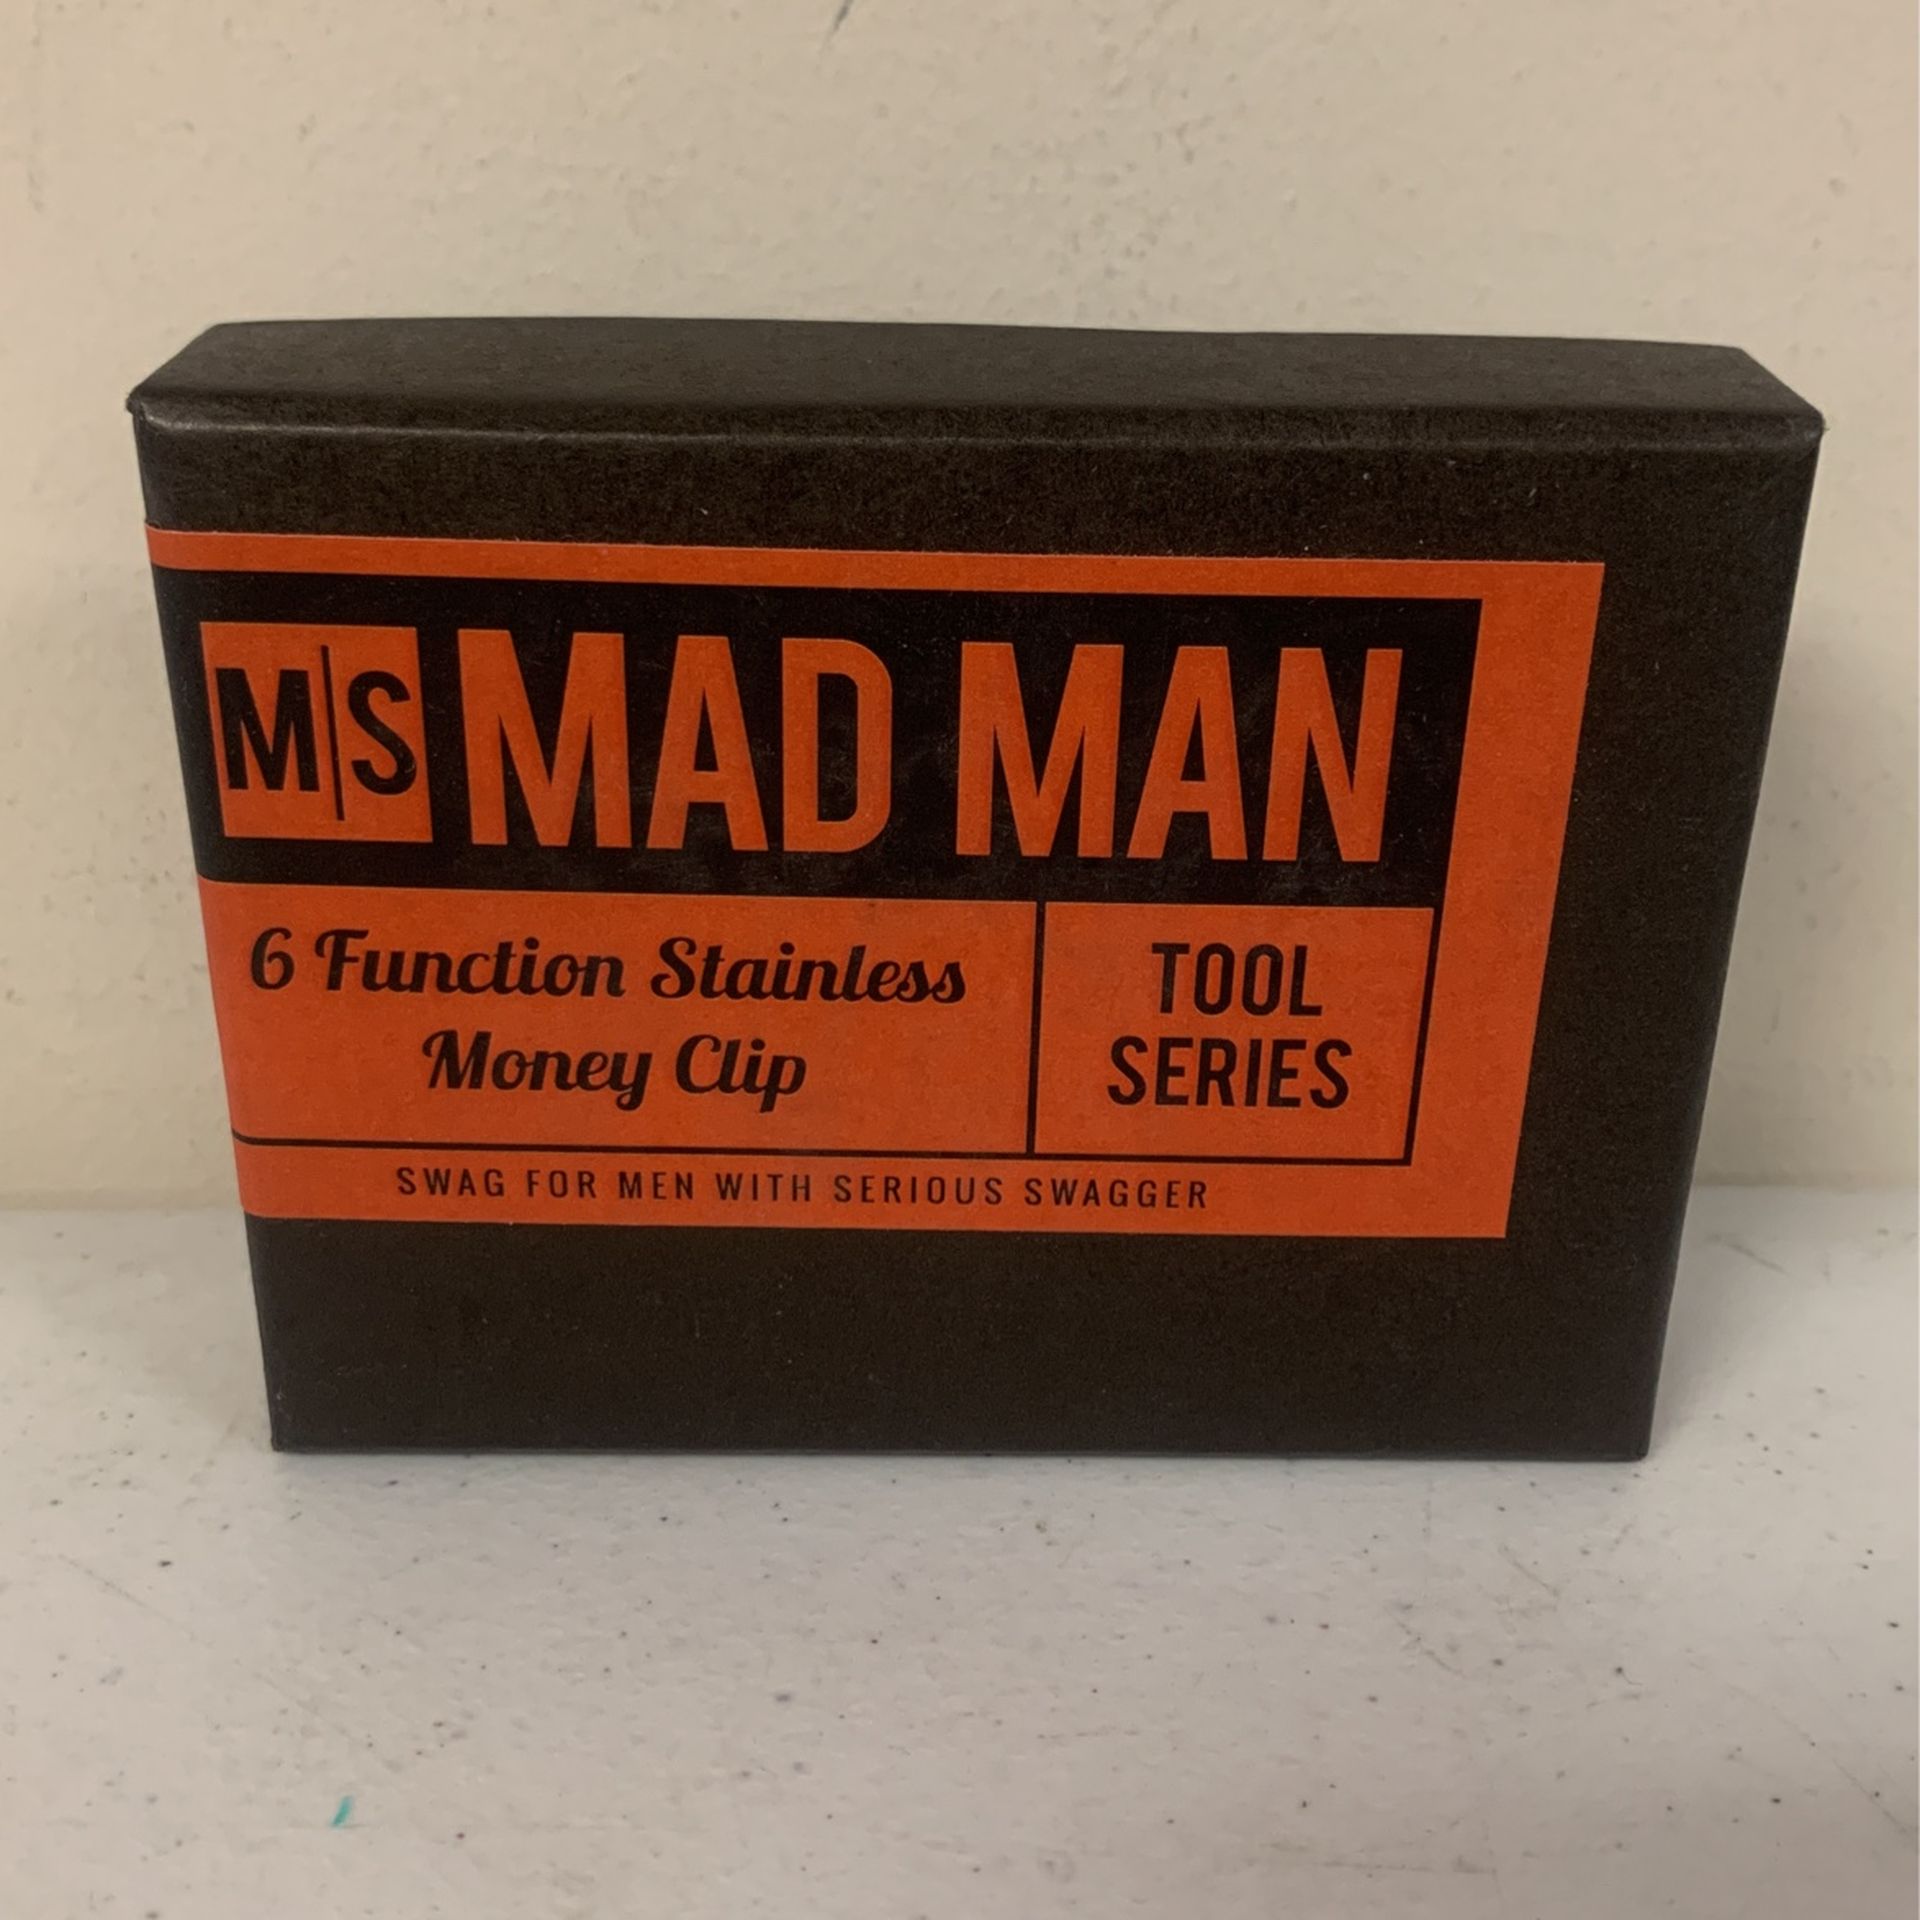 M|S MAD MAN
6 Function Stainless
Money Clip
TOOL
SERIES
SWAG FOR MEN WITH SERIOUS SWAGGER